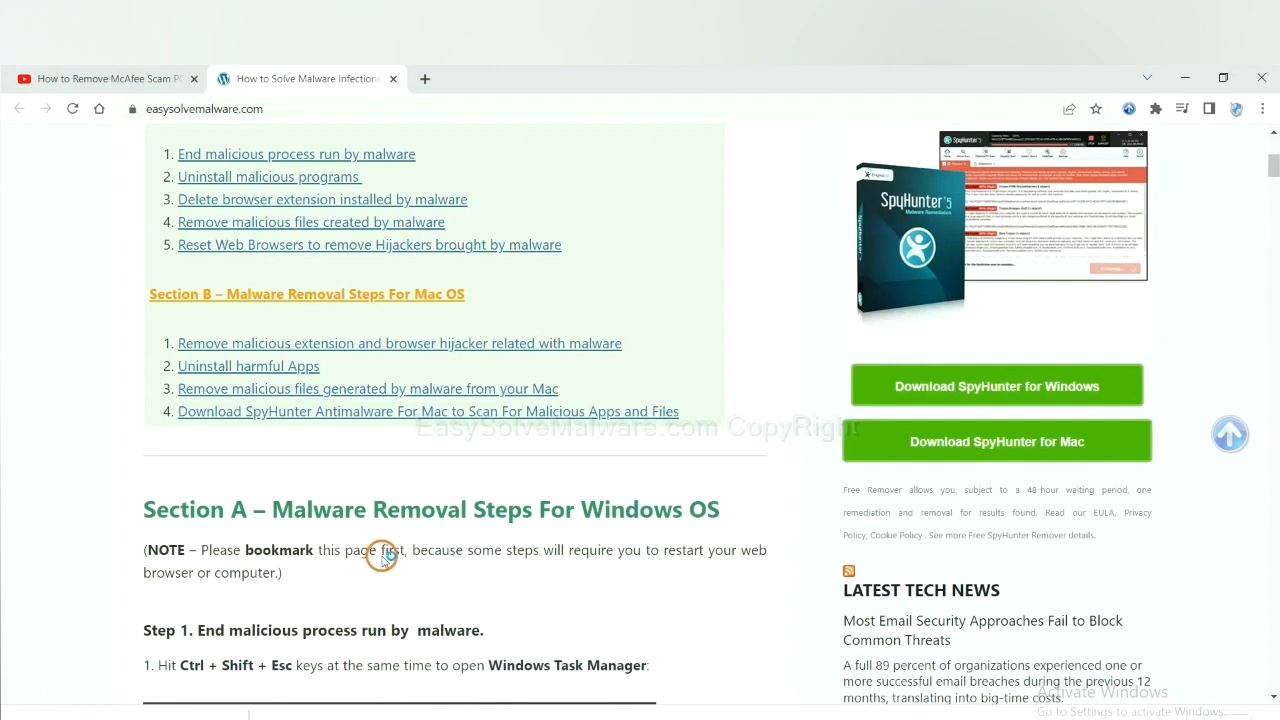 How to Remove McAfee Scam P
How to Solve Malware Infection
easysolvemalware.com
1. End malicious process run by malware
2. Uninstall
programs
3. Delete
by malware
4. Remove malicious
by malware
5. Reset Web Browser to
brought by malware
Section B – Malware Removal Steps For Mac OS
1. Remove malicious extension and browser hijacker related with malware
2. Uninstall harmful Apps
3. Remove malicious files generated by malware from your Mac
4. Download SpyHunter Antimalware For Mac to Scan For Malicious Apps and Files
EasySolveMalware.com CopyRight
Section A – Malware Removal Steps For Windows OS
(NOTE – Please bookmark this page first, because some steps will require you to restart your web
browser or computer.)
Step 1. End malicious process run by malware.
1. Hit Ctrl + Shift + Esc keys at the same time to open Windows Task Manager:
SpyHunter 5
Malware Remediation
SpyHunter 5
Download SpyHunter for Windows
Download SpyHunter for Mac
Free Remover allows you, subject to a 48-hour waiting period, one
remediation and removal for results found. Read our EULA, Privacy
Policy, Cookie Policy . See more Free SpyHunter Remover details.
LATEST TECH NEWS
Most Email Security Approaches Fail to Block
Common Threats
A full 89 percent of organizations experienced one or
more successful email breaches during the previous 12
months, translating into big-time costs.
Activate Windows
Go to Settings to activate Windows.